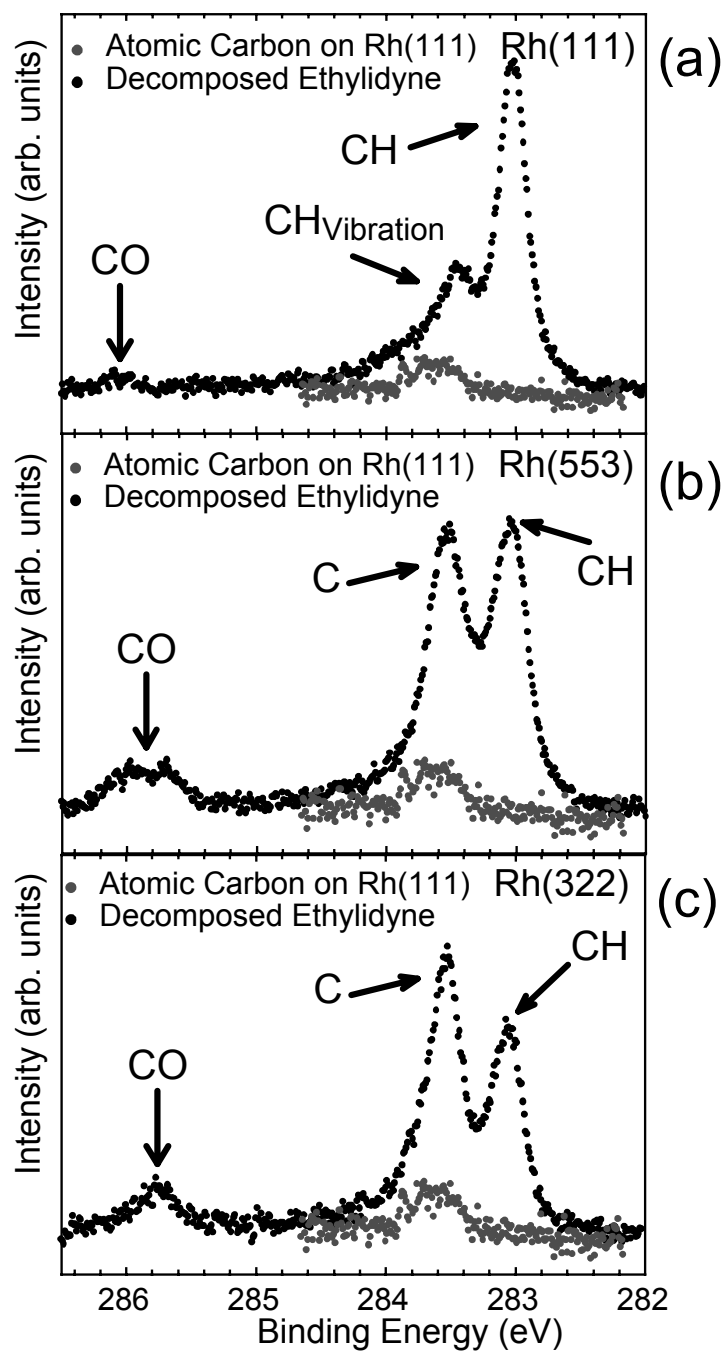 Atomic Carbon on Rh(111) Rh(111) (a)
Decomposed Ethylidyne
CH
CHVibration
CO
Intensity (arb. units)
Atomic Carbon on Rh(111) Rh(553) (b)
Decomposed Ethylidyne
C
CH
CO
Intensity (arb. units)
Atomic Carbon on Rh(111) Rh(322) (c)
Decomposed Ethylidyne
CH
C
CO
Intensity (arb. units)
286 285 284 283 282
Binding Energy (eV)